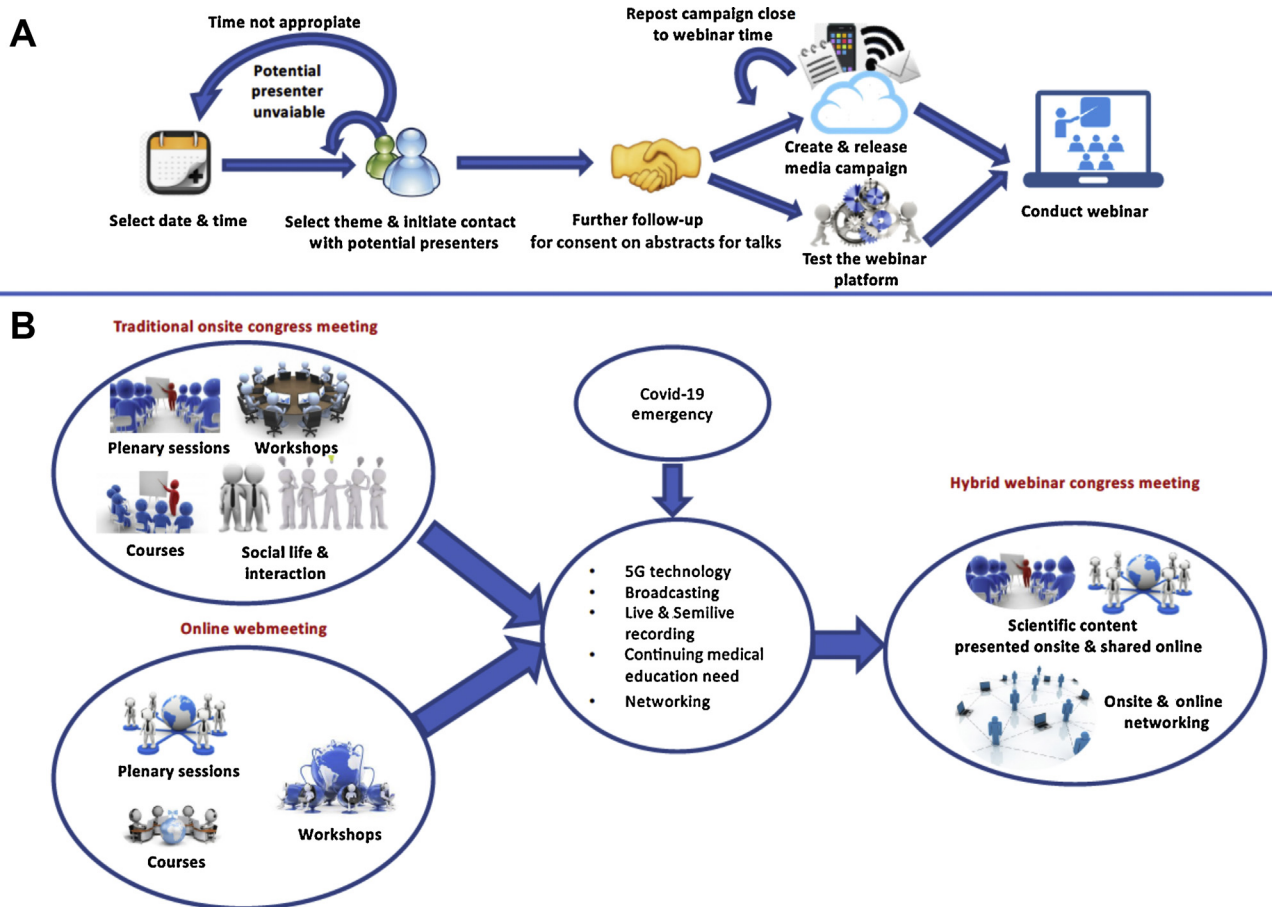 A
Time not appropiate
Potential
presenter
unvaiable
Repost campaign close
to webinar time
Select date & time
Select theme & initiate contact
with potential presenters
Further follow-up
for consent on abstracts for talks
Create & release
media campaign
Test the webinar
platform
Conduct webinar
B
Traditional onsite congress meeting
Plenary sessions
Workshops
Courses
Social life &
interaction
Online webmeeting
Plenary sessions
Workshops
Courses
Covid-19
emergency
• 5G technology
• Broadcasting
• Live & Semilive
recording
• Continuing medical
education need
• Networking
Hybrid webinar congress meeting
Scientific content
presented onsite & shared online
Onsite & online
networking